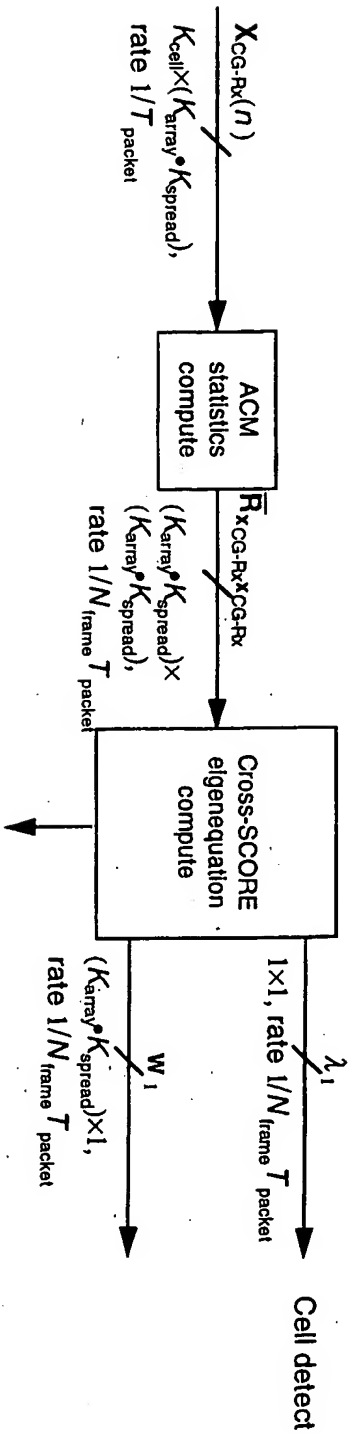 X_CG-Rx(n)
K_cell×(K_array•K_spread),
rate 1/T_packet
ACM
statistics
compute
R̅_xCG-RxxCG-Rx
(K_array•K_spread)×
(K_array•K_spread),
rate 1/N_frame T_packet
Cross-SCORE
eigenequation
compute
λ_1
1×1, rate 1/N_frame T_packet
Cell detect
w_1
(K_array•K_spread)×1,
rate 1/N_frame T_packet